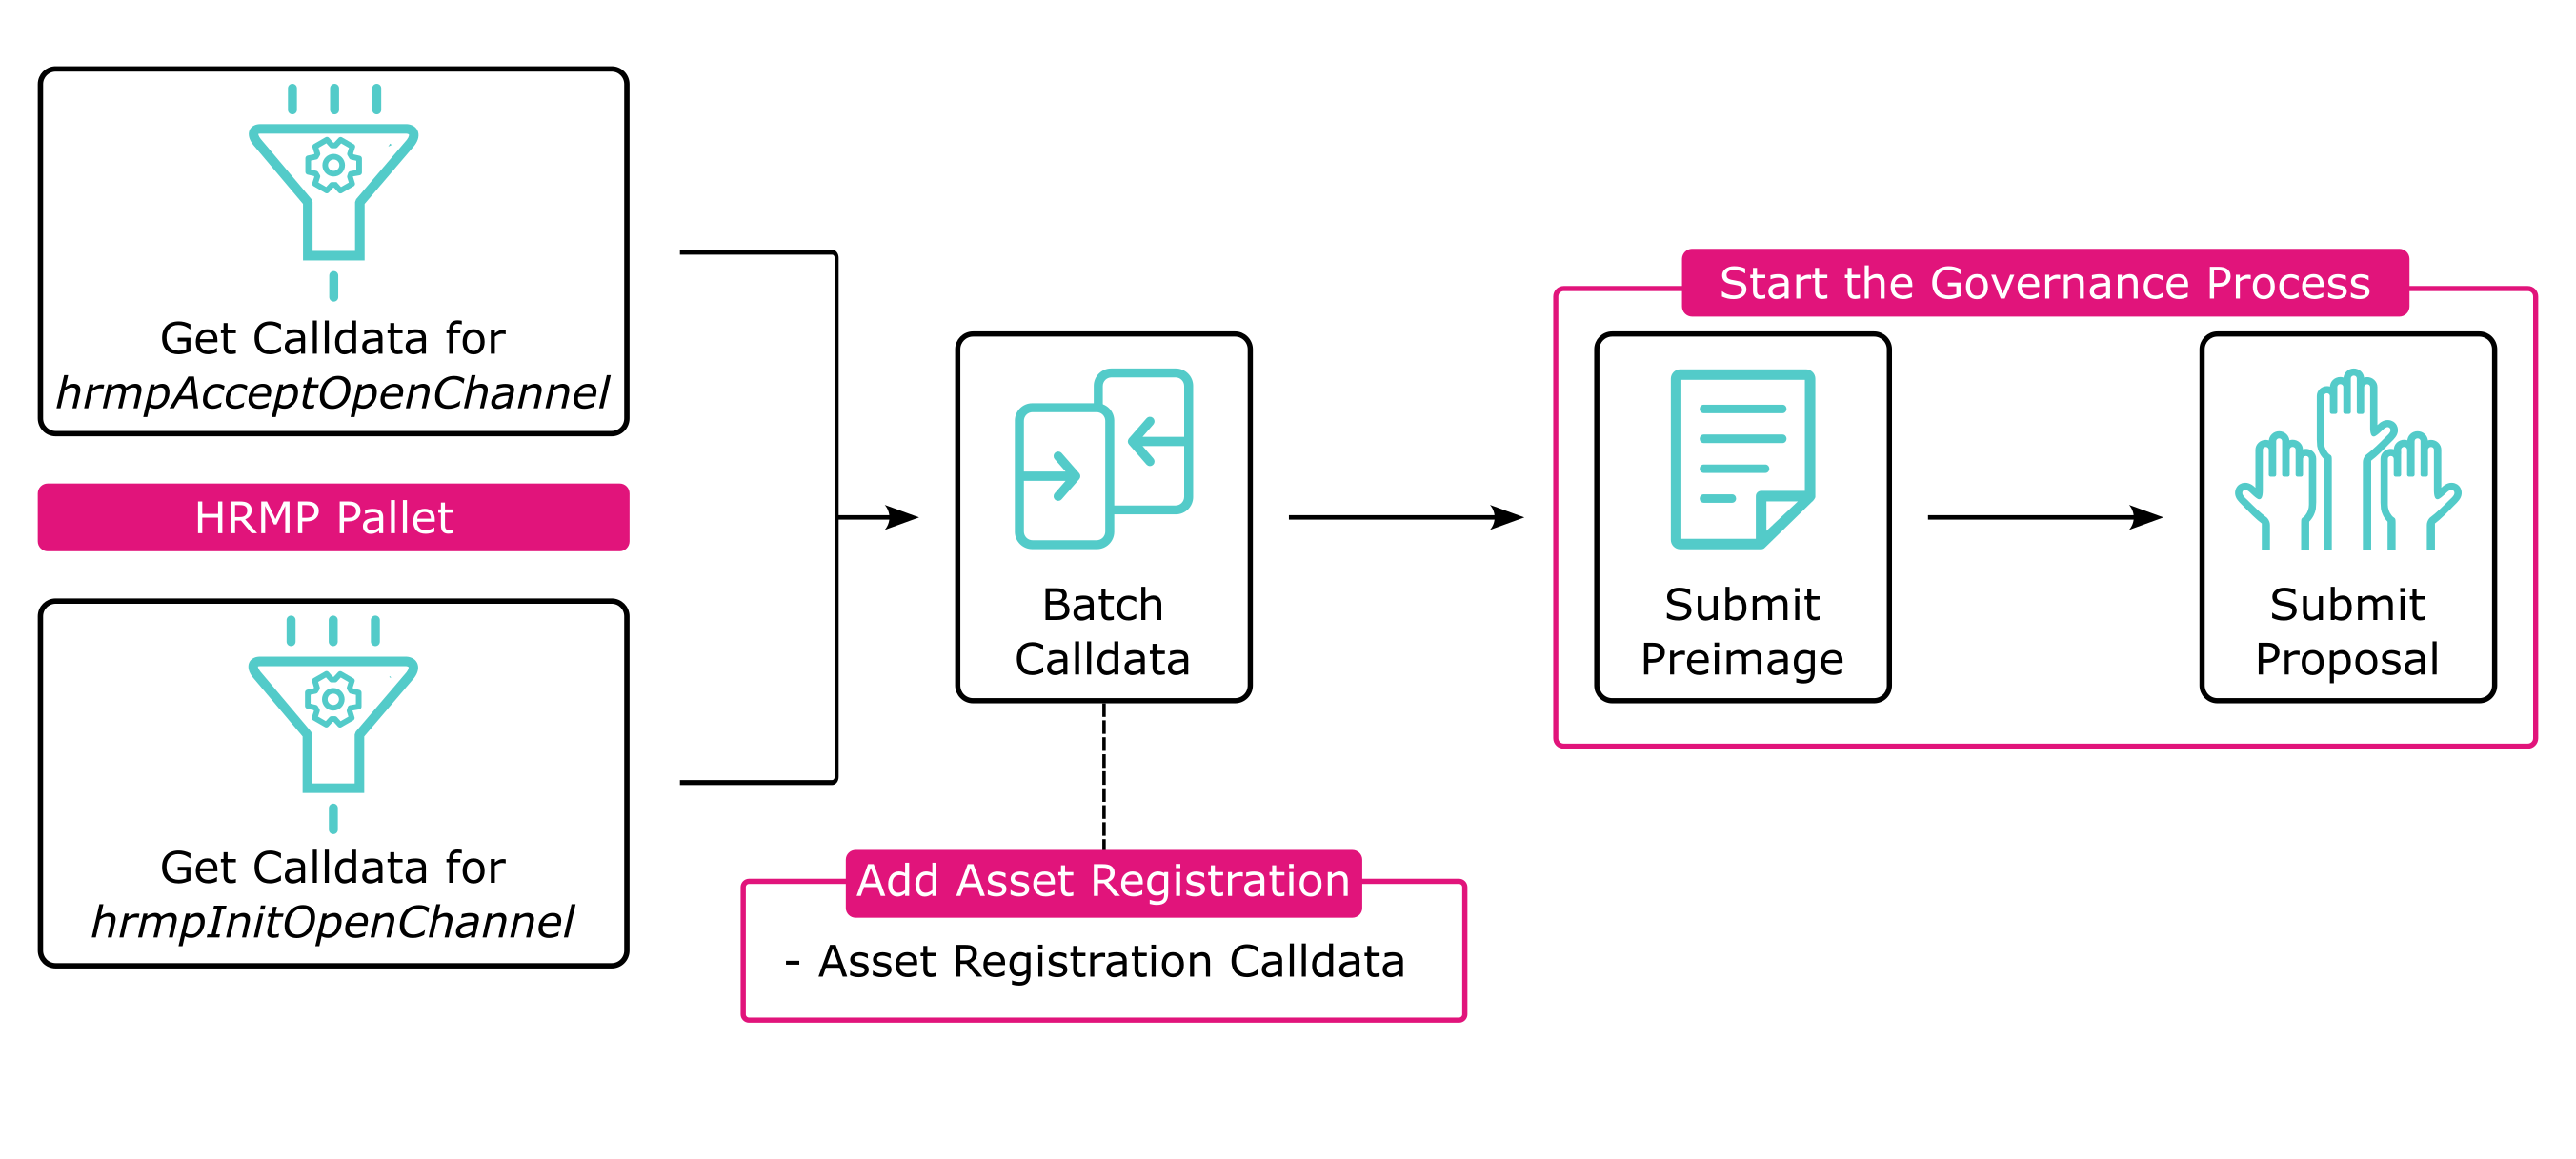 Get Calldata for
hrmpAcceptOpenChannel
HRMP Pallet
Get Calldata for
hrmpInitOpenChannel
Batch
Calldata
Add Asset Registration
- Asset Registration Calldata
Start the Governance Process
Submit
Preimage
Submit
Proposal